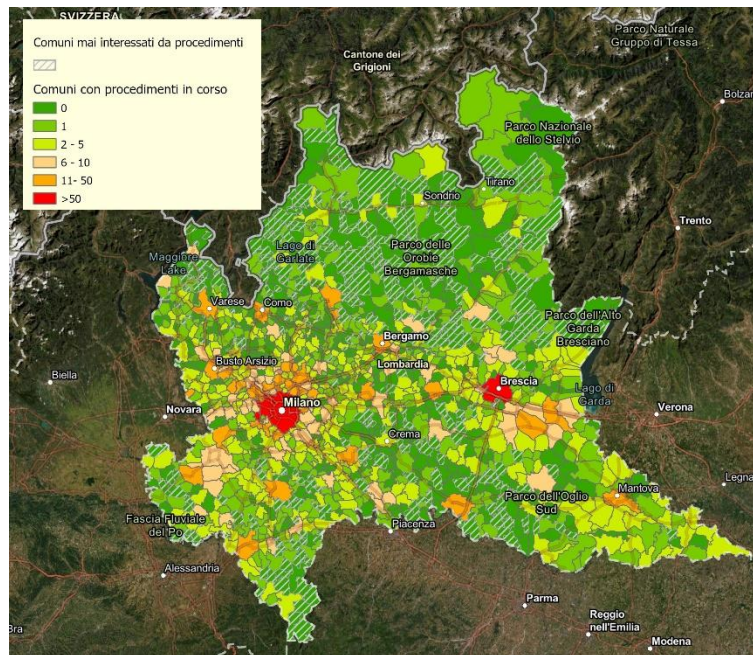 SVIZZERA
Comuni mai interessati da procedimenti
Comuni con procedimenti in corso
0
1
2 - 5
6 - 10
11- 50
>50
Parco Naturale
Gruppo di Tessa
Cantone dei
Grigioni
Bolzar
Parco Nazionale
dello Stelvio
Tirano
Sondrio
Trento
Maggiore
Lake
Lago di
Garlate
Parco delle
Orobie
Bergamasche
Varese
Como
Parco dell'Alto
Garda
Bresciano
Bergamo
Biella
Busto Arsizio
Lombardia
Brescia
Lago di
Garda
Novara
Milano
Verona
Crema
Legna
Mantova
Parco dell'Oglio
Sud
Fascia Fluviale
del Po
Piacenza
Alessandria
Parma
Reggio
nell'Emilia
Bra
Modena